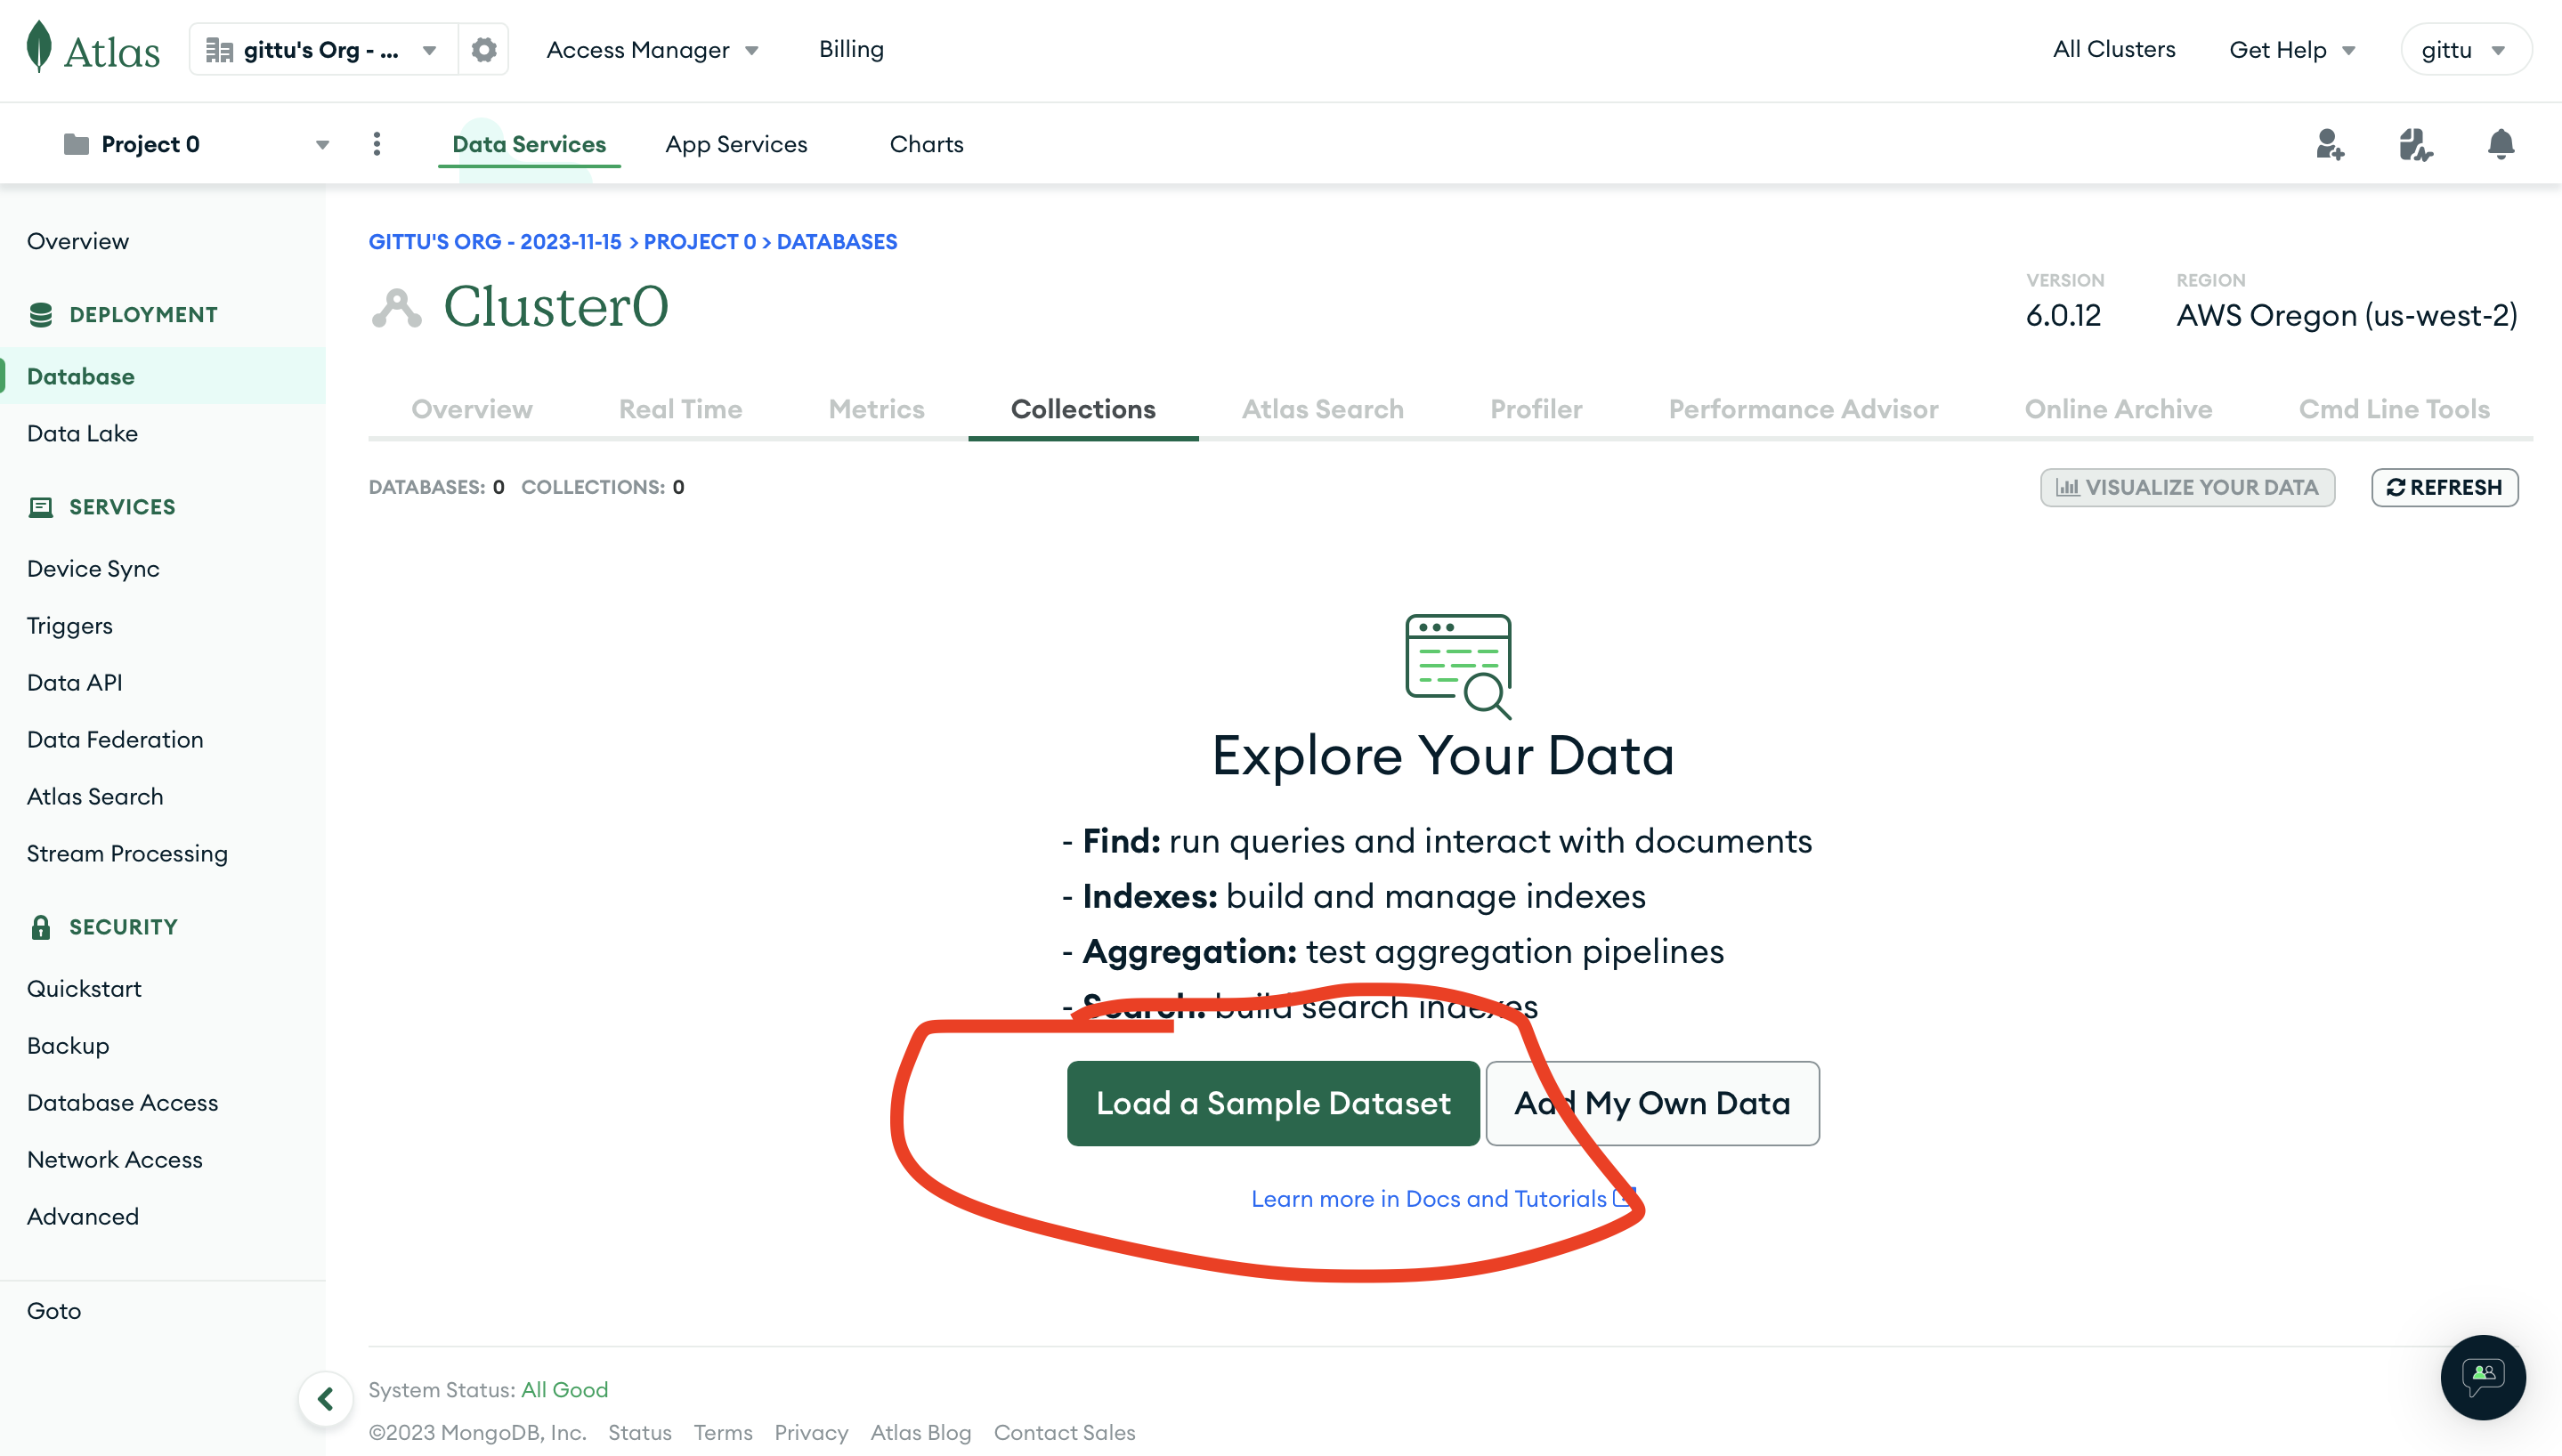 Atlas
gittu's Org - ...
Access Manager
Billing
All Clusters
Get Help
gittu
Project 0
Data Services
App Services
Charts
Overview
DEPLOYMENT
Database
Data Lake
SERVICES
Device Sync
Triggers
Data API
Data Federation
Atlas Search
Stream Processing
SECURITY
Quickstart
Backup
Database Access
Network Access
Advanced
Goto
GITTU'S ORG - 2023-11-15 > PROJECT 0 > DATABASES
Cluster0
VERSION
6.0.12
REGION
AWS Oregon (us-west-2)
Overview
Real Time
Metrics
Collections
Atlas Search
Profiler
Performance Advisor
Online Archive
Cmd Line Tools
DATABASES: 0 COLLECTIONS: 0
VISUALIZE YOUR DATA
REFRESH
Explore Your Data
- Find: run queries and interact with documents
- Indexes: build and manage indexes
- Aggregation: test aggregation pipelines
- Search: build search indexes
Load a Sample Dataset
Add My Own Data
Learn more in Docs and Tutorials
System Status: All Good
©2023 MongoDB, Inc. Status Terms Privacy Atlas Blog Contact Sales